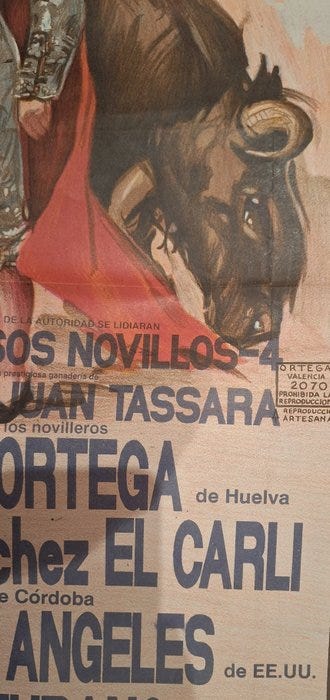 DE LA AUTORIDAD SE LIDIARAN
SOS NOVILLOS-4
prestigiosa ganadería de
JUAN TASSARA
los novilleros
ORTEGA de Huelva
chez EL CARLI
e Córdoba
ANGELES de EE.UU.
ORTEGA
VALENCIA
2070
PROHIBIDA LA
REPRODUCCION
REPRODUCCION
ARTESANA